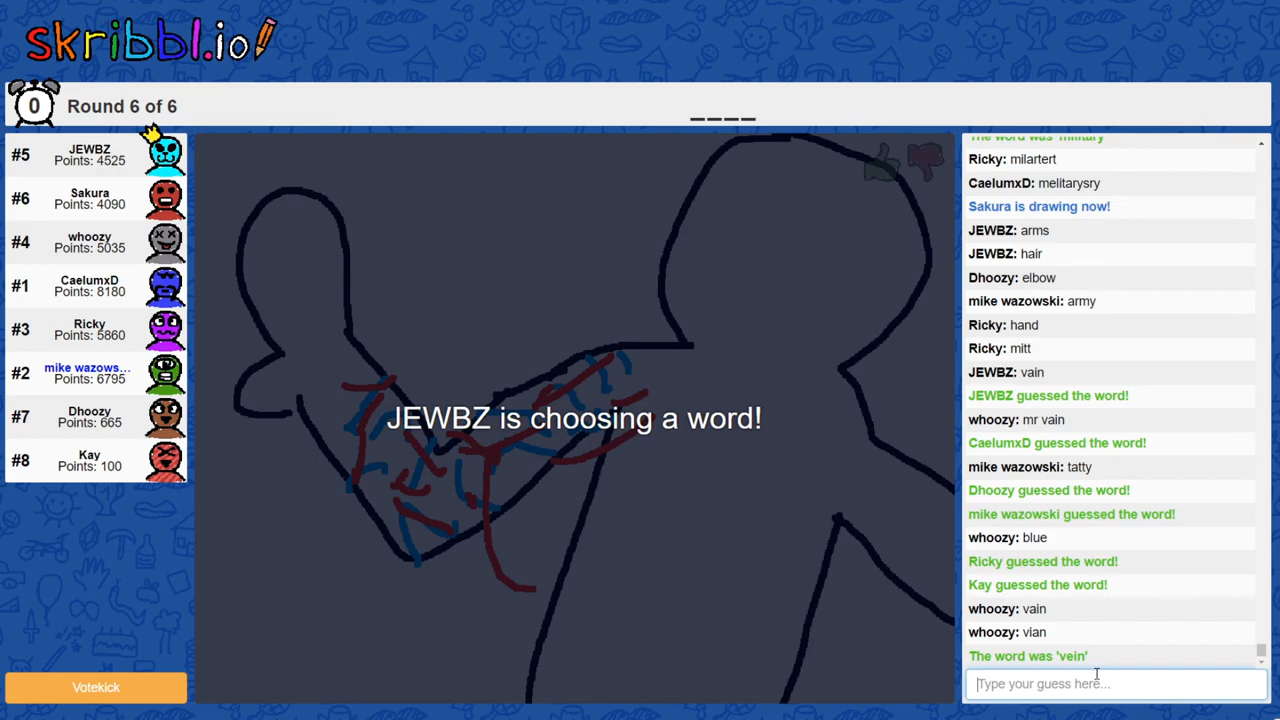 skribbl.io!
0
Round 6 of 6
____
#5
JEWBZ
Points: 4525
#6
Sakura
Points: 4090
#4
whoozy
Points: 5035
#1
CaelumxD
Points: 8180
#3
Ricky
Points: 5860
#2
mike wazows...
Points: 6795
#7
Dhoozy
Points: 665
#8
Kay
Points: 100
Votekick
JEWBZ is choosing a word!
The word was 'military'
Ricky: milartert
CaelumxD: melitarysry
Sakura is drawing now!
JEWBZ: arms
JEWBZ: hair
Dhoozy: elbow
mike wazowski: army
Ricky: hand
Ricky: mitt
JEWBZ: vain
JEWBZ guessed the word!
whoozy: mr vain
CaelumxD guessed the word!
mike wazowski: tatty
Dhoozy guessed the word!
mike wazowski guessed the word!
whoozy: blue
Ricky guessed the word!
Kay guessed the word!
whoozy: vain
whoozy: vian
The word was 'vein'
Type your guess here...